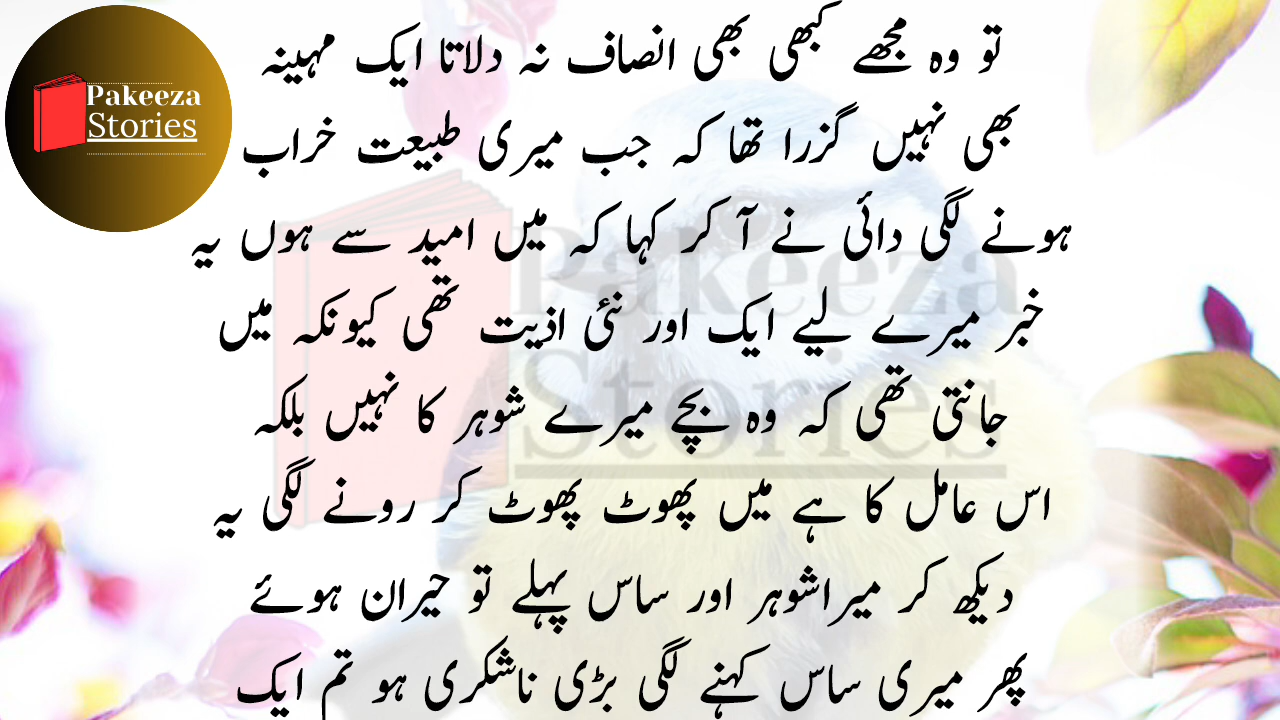 Pakeeza
Stories
تو وہ مجھے کبھی بھی انصاف نہ دلاتا ایک مہینہ
بھی نہیں گزرا تھا کہ جب میری طبیعت خراب
ہونے لگی دائی نے آ کر کہا کہ میں امید سے ہوں یہ
خبر میرے لیے ایک اور نئی اذیت تھی کیونکہ میں
جانتی تھی کہ وہ بچے میرے شوہر کا نہیں بلکہ
اس عامل کا ہے میں پھوٹ پھوٹ کر رونے لگی یہ
دیکھ کر میراشوہر اور ساس پہلے تو حیران ہوئے
پھر میری ساس کہنے لگی بڑی ناشکری ہو تم ایک
Pakeeza
Stories